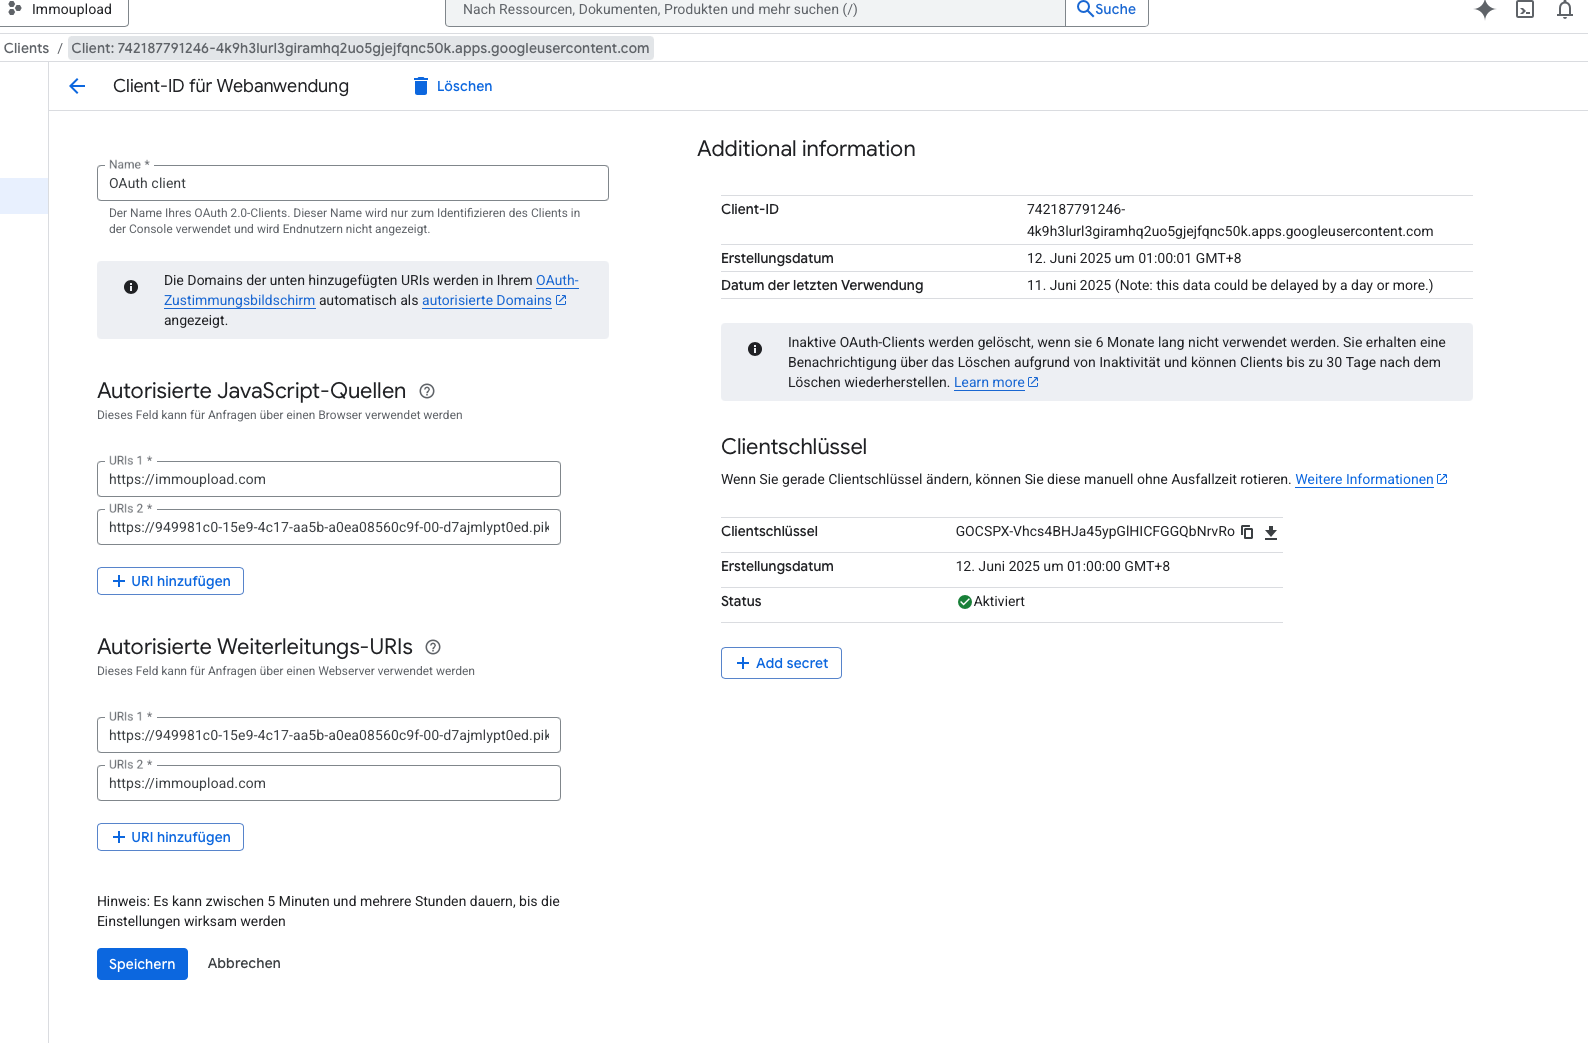 Immoupload
Nach Ressourcen, Dokumenten, Produkten und mehr suchen (/)
Suche
Clients / Client: 742187791246-4k9h3lurl3giramhq2uo5gjejfqnc50k.apps.googleusercontent.com
Client-ID für Webanwendung
Löschen
Name *
OAuth client
Der Name Ihres OAuth 2.0-Clients. Dieser Name wird nur zum Identifizieren des Clients in
der Console verwendet und wird Endnutzern nicht angezeigt.
Die Domains der unten hinzugefügten URIs werden in Ihrem OAuth-
Zustimmungsbildschirm automatisch als autorisierte Domains
angezeigt.
Autorisierte JavaScript-Quellen
Dieses Feld kann für Anfragen über einen Browser verwendet werden
URIs 1 *
https://immoupload.com
URIs 2 *
https://949981c0-15e9-4c17-aa5b-a0ea08560c9f-00-d7ajmlypt0ed.pik
URI hinzufügen
Autorisierte Weiterleitungs-URIs
Dieses Feld kann für Anfragen über einen Webserver verwendet werden
URIs 1 *
https://949981c0-15e9-4c17-aa5b-a0ea08560c9f-00-d7ajmlypt0ed.pik
URIs 2 *
https://immoupload.com
URI hinzufügen
Hinweis: Es kann zwischen 5 Minuten und mehrere Stunden dauern, bis die
Einstellungen wirksam werden
Speichern
Abbrechen
Additional information
Client-ID
742187791246-
4k9h3lurl3giramhq2uo5gjejfqnc50k.apps.googleusercontent.com
Erstellungsdatum
12. Juni 2025 um 01:00:01 GMT+8
Datum der letzten Verwendung
11. Juni 2025 (Note: this data could be delayed by a day or more.)
Inaktive OAuth-Clients werden gelöscht, wenn sie 6 Monate lang nicht verwendet werden. Sie erhalten eine
Benachrichtigung über das Löschen aufgrund von Inaktivität und können Clients bis zu 30 Tage nach dem
Löschen wiederherstellen. Learn more
Clientschlüssel
Wenn Sie gerade Clientschlüssel ändern, können Sie diese manuell ohne Ausfallzeit rotieren. Weitere Informationen
Clientschlüssel
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
Erstellungsdatum
12. Juni 2025 um 01:00:00 GMT+8
Status
Aktiviert
Add secret